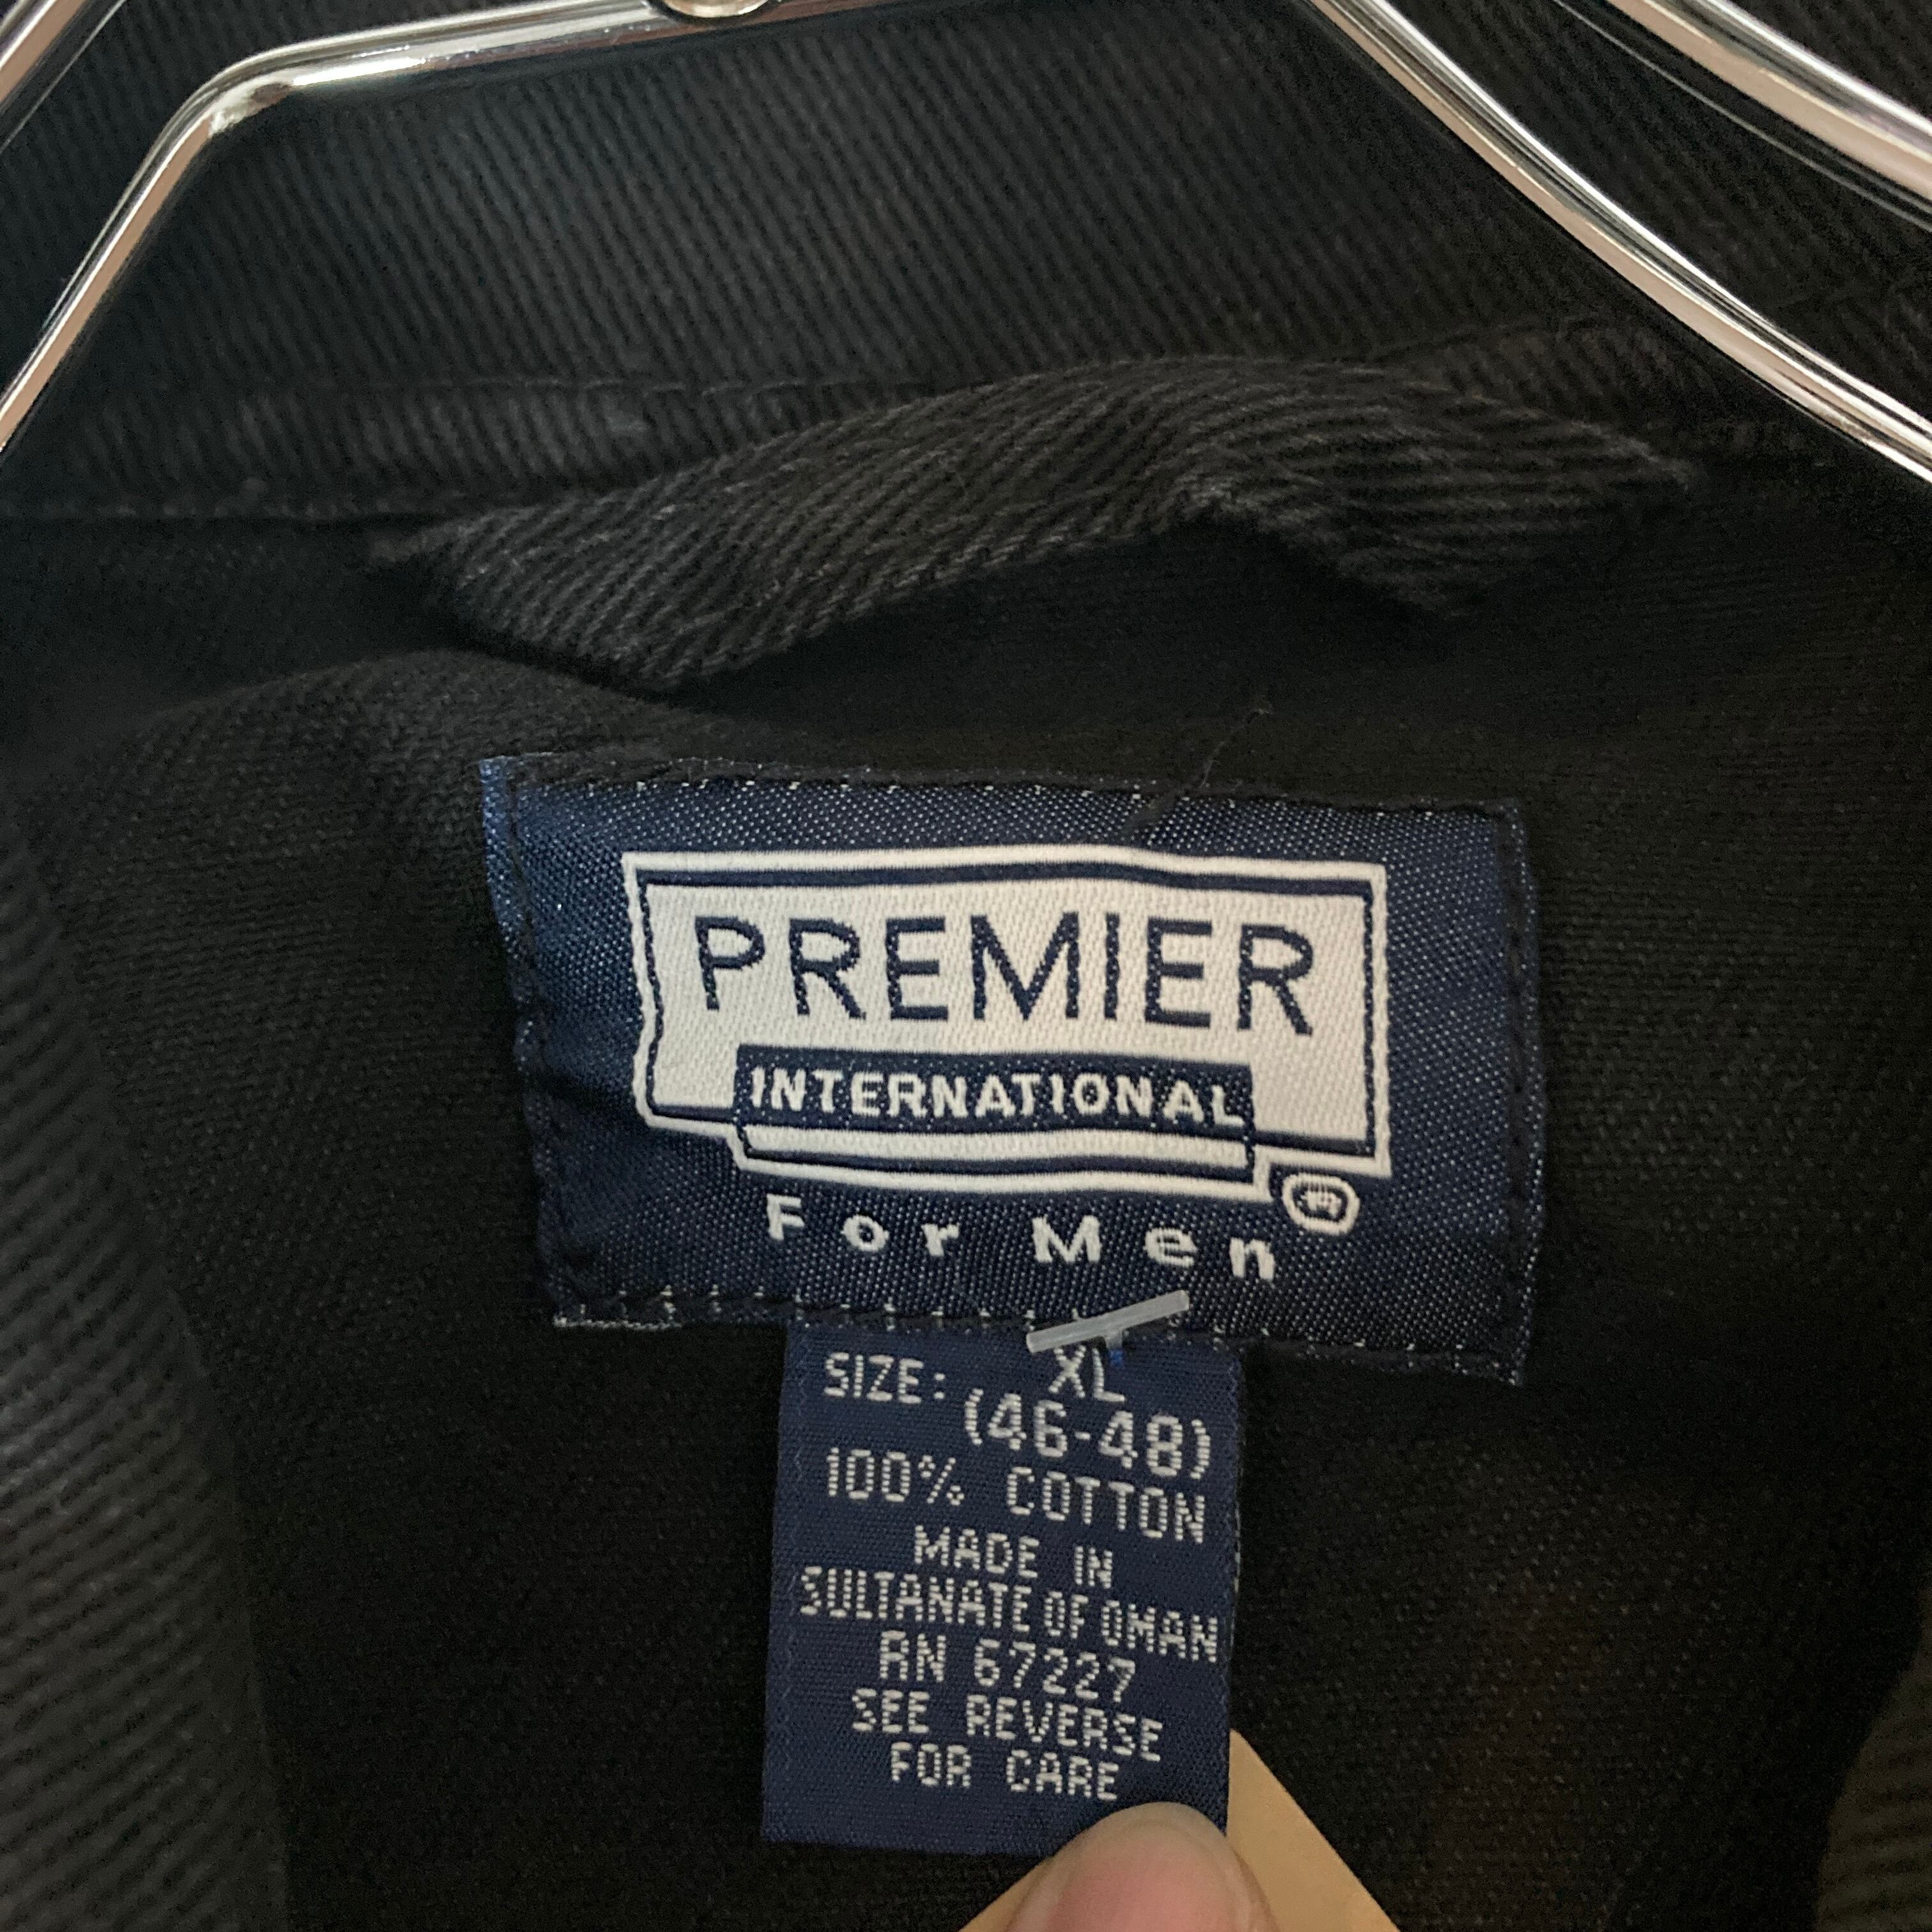 PREMIER
INTERNATIONAL
®
For Men
SIZE: XL
(46-48)
100% COTTON
MADE IN
SULTANATE OF OMAN
RN 67227
SEE REVERSE
FOR CARE